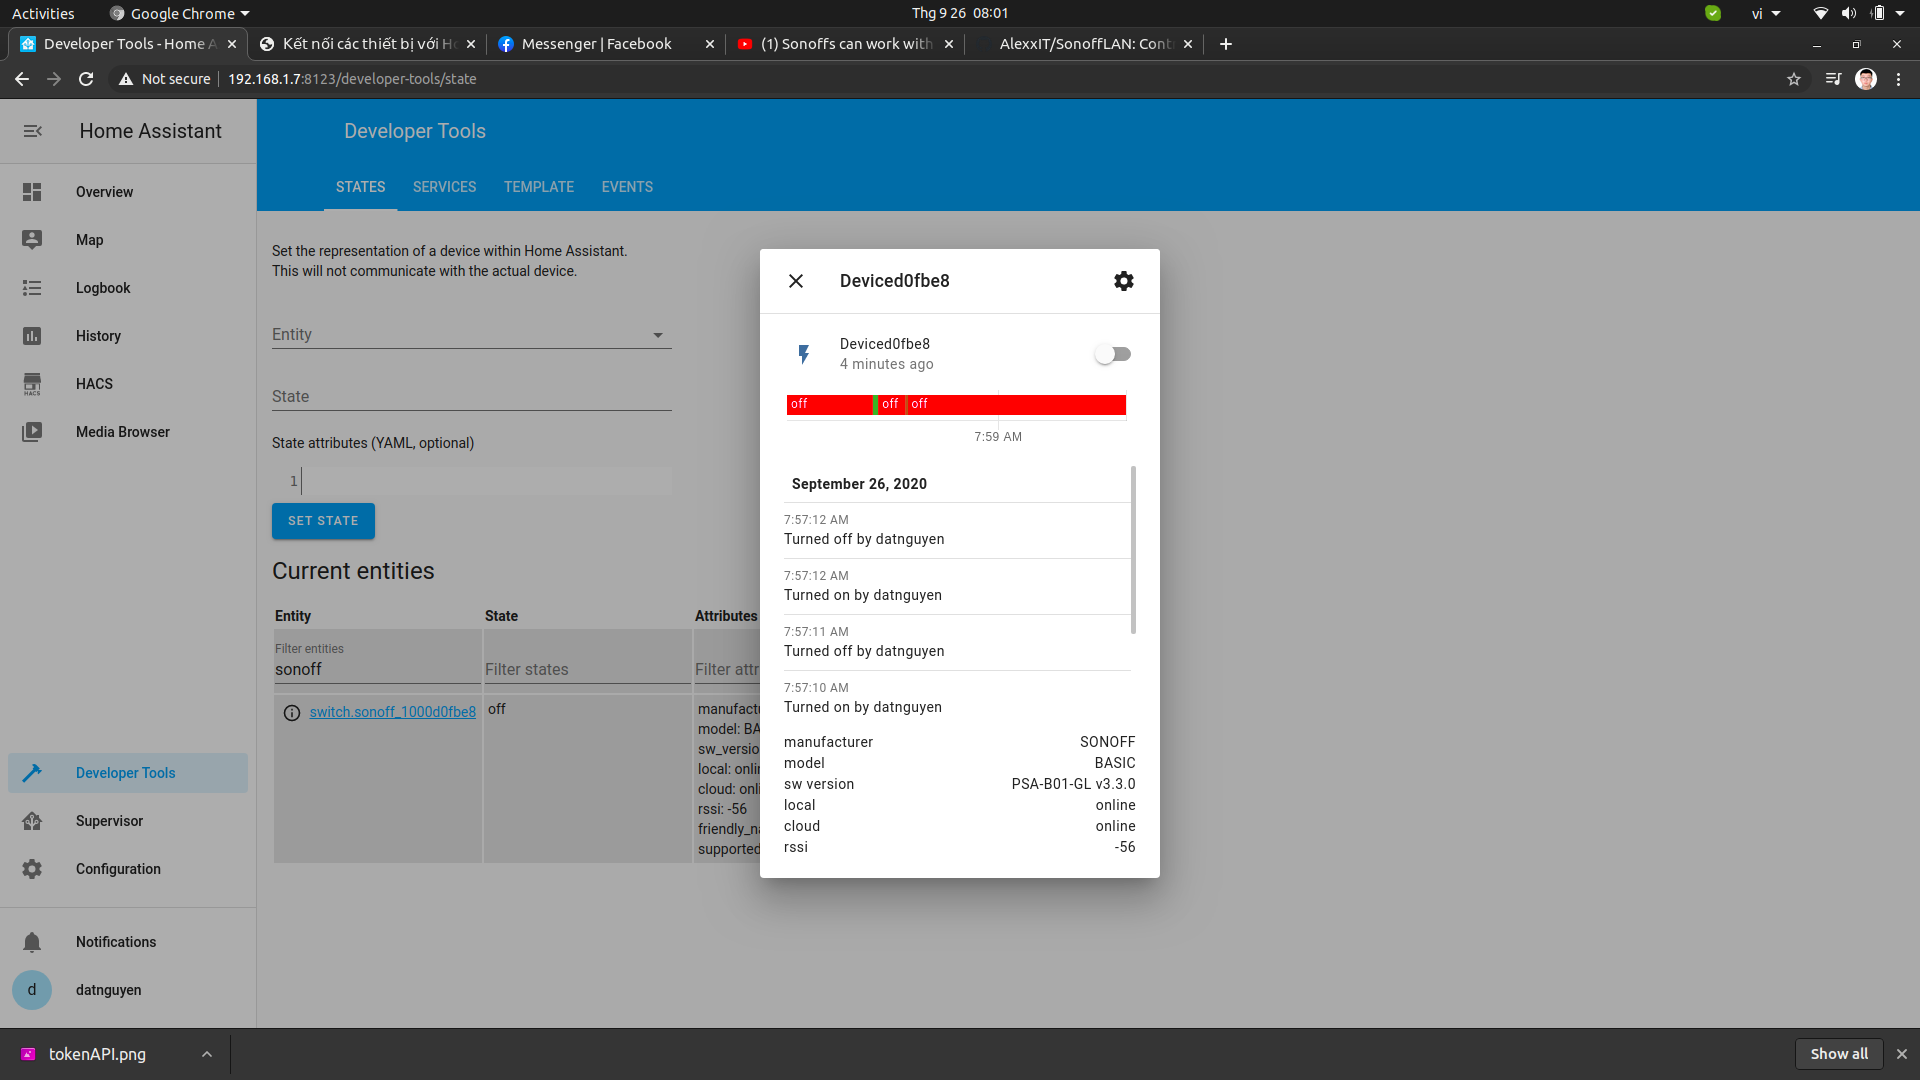 Activities
Google Chrome
Thg 9 26 08:01
vi
Developer Tools - Home A
Kết nối các thiết bị với Ho
Messenger | Facebook
(1) Sonoffs can work with
AlexxIT/SonoffLAN: Cont
Not secure
192.168.1.7:8123/developer-tools/state
Home Assistant
Developer Tools
STATES
SERVICES
TEMPLATE
EVENTS
Overview
Map
Logbook
History
HACS
HACS
Media Browser
Developer Tools
Supervisor
Configuration
Notifications
d
datnguyen
Set the representation of a device within Home Assistant.
This will not communicate with the actual device.
Entity
State
State attributes (YAML, optional)
1
SET STATE
Current entities
Entity
State
Attributes
Filter entities
sonoff
Filter states
Filter attr
switch.sonoff_1000d0fbe8
off
manufactu
model: BA
sw_versio
local: onlin
cloud: onli
rssi: -56
friendly_na
supported
Deviced0fbe8
Deviced0fbe8
4 minutes ago
off
off
off
7:59 AM
September 26, 2020
7:57:12 AM
Turned off by datnguyen
7:57:12 AM
Turned on by datnguyen
7:57:11 AM
Turned off by datnguyen
7:57:10 AM
Turned on by datnguyen
manufacturer SONOFF
model BASIC
sw version PSA-B01-GL v3.3.0
local online
cloud online
rssi -56
tokenAPI.png
Show all